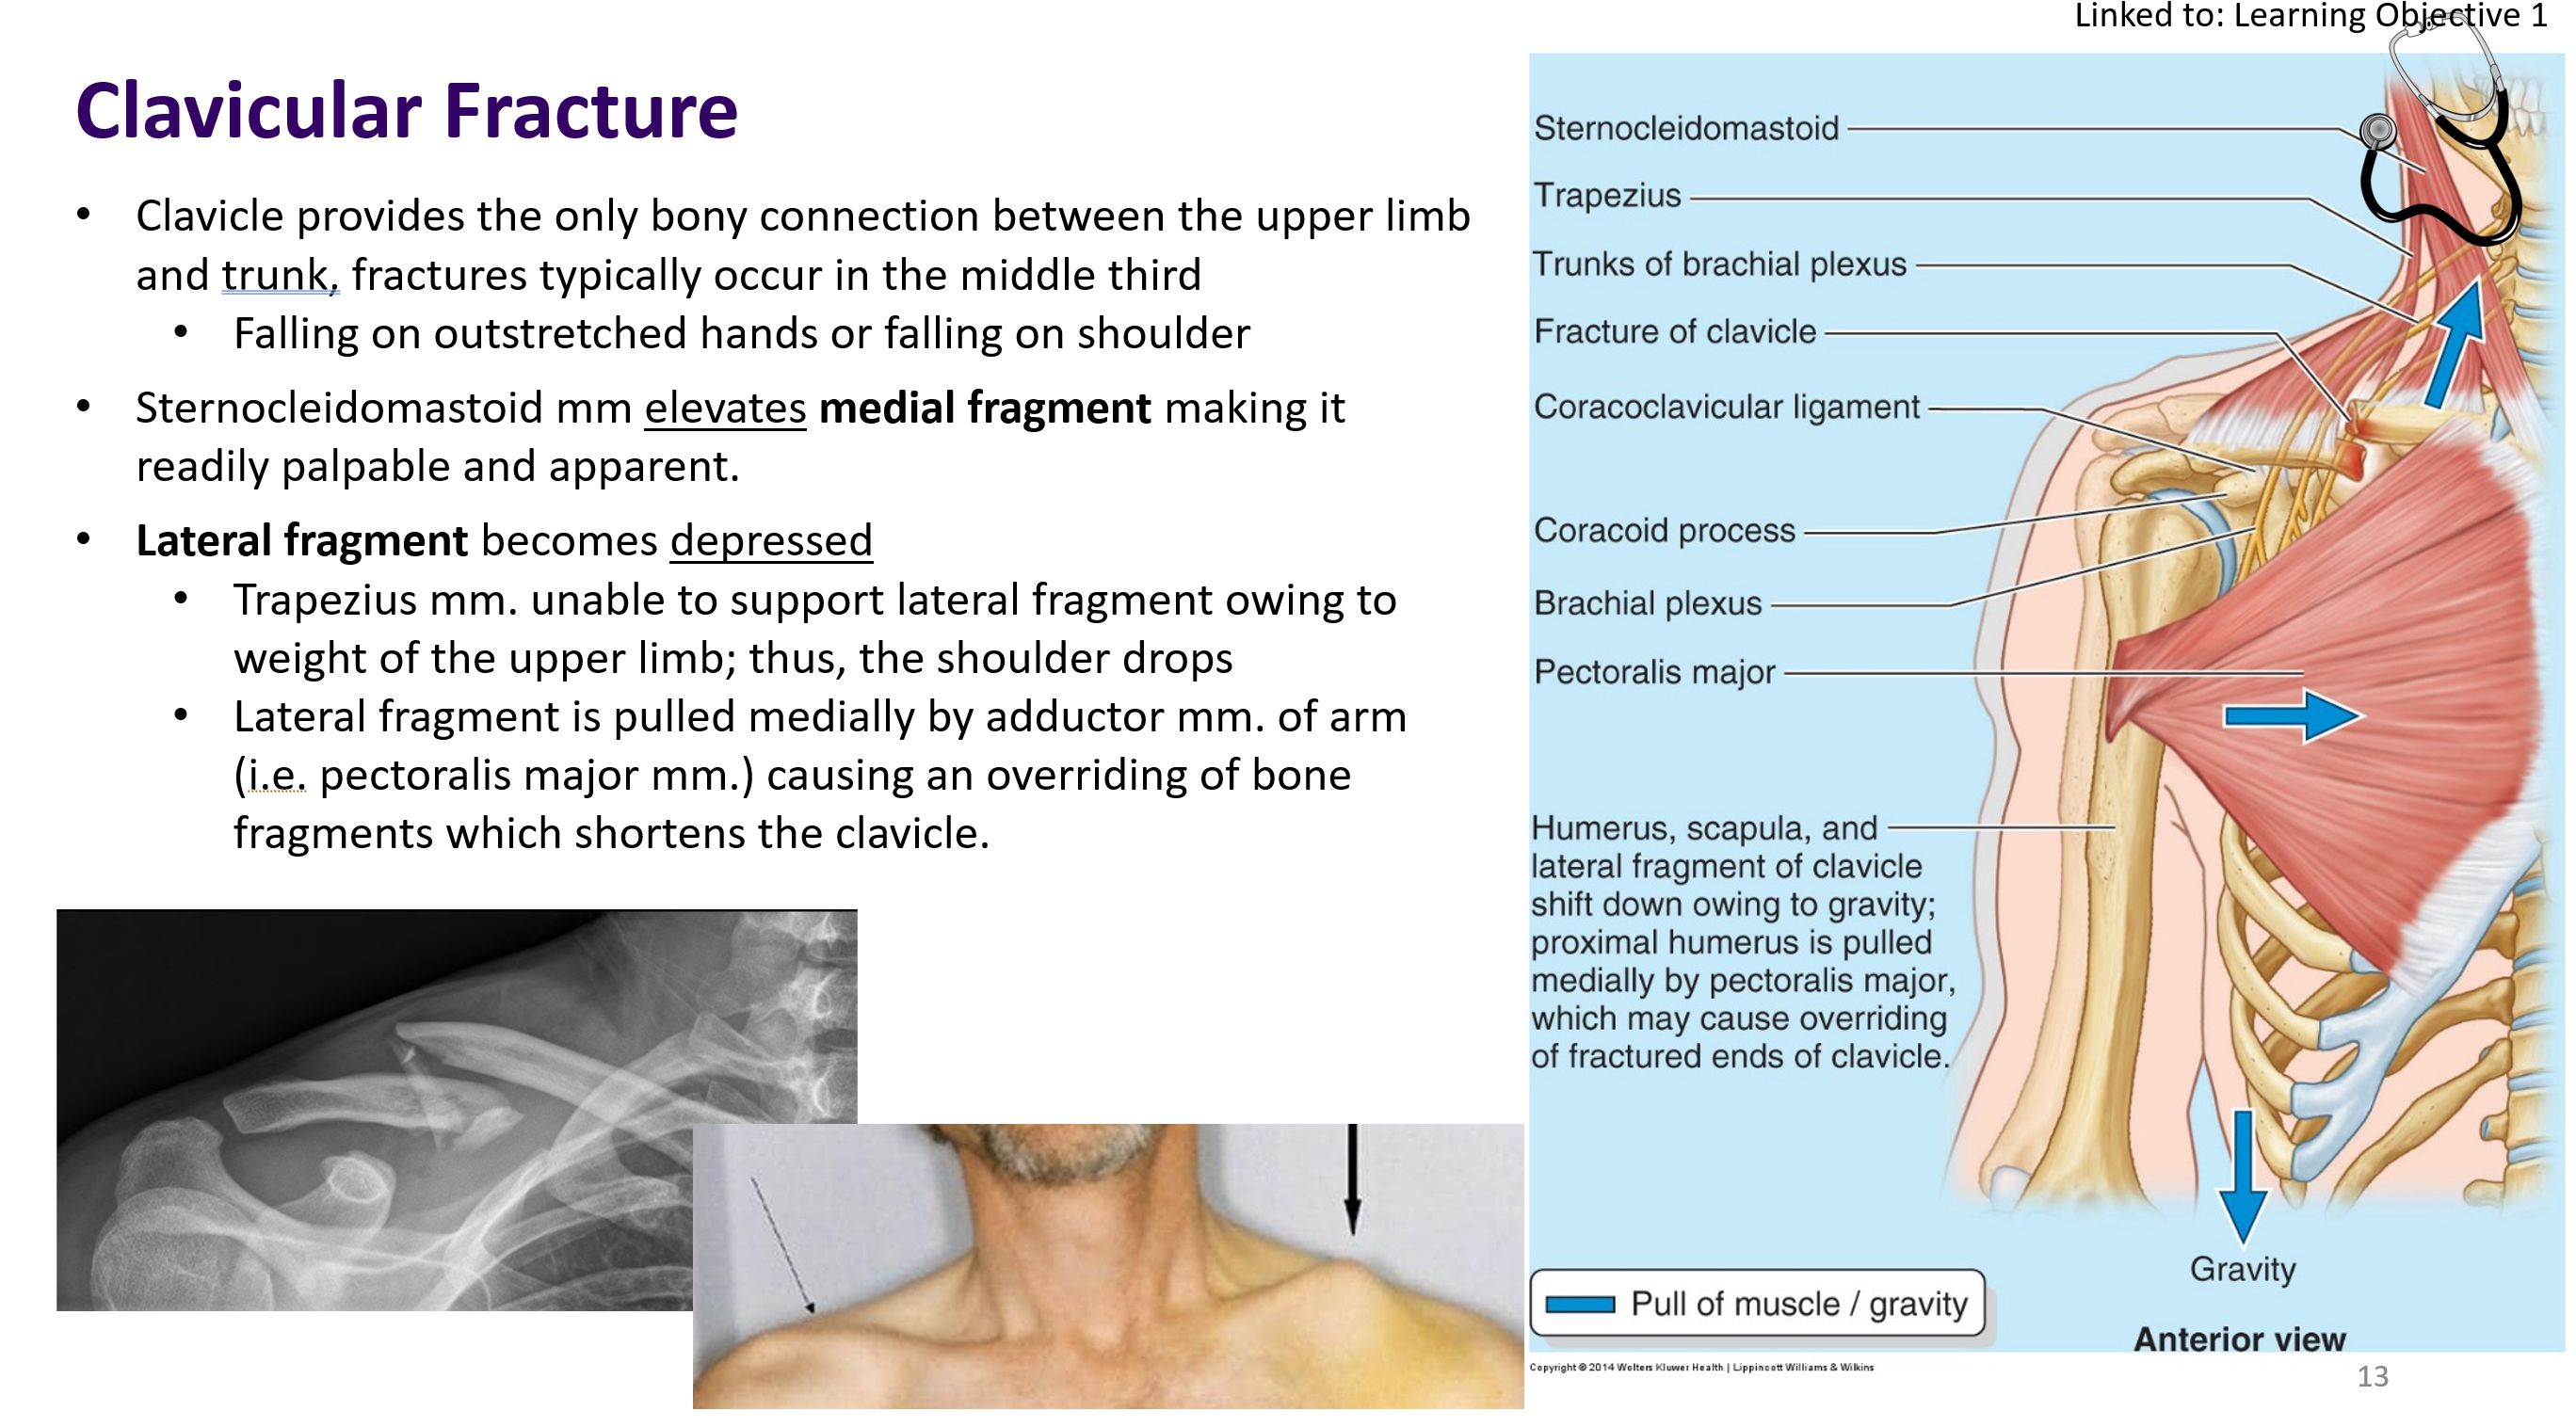 Linked to: Learning Objective 1
Clavicular Fracture
• Clavicle provides the only bony connection between the upper limb
and trunk, fractures typically occur in the middle third
• Falling on outstretched hands or falling on shoulder
• Sternocleidomastoid mm elevates medial fragment making it
readily palpable and apparent.
• Lateral fragment becomes depressed
• Trapezius mm. unable to support lateral fragment owing to
weight of the upper limb; thus, the shoulder drops
• Lateral fragment is pulled medially by adductor mm. of arm
(i.e. pectoralis major mm.) causing an overriding of bone
fragments which shortens the clavicle.
Sternocleidomastoid
Trapezius
Trunks of brachial plexus
Fracture of clavicle
Coracoclavicular ligament
Coracoid process
Brachial plexus
Pectoralis major
Humerus, scapula, and
lateral fragment of clavicle
shift down owing to gravity;
proximal humerus is pulled
medially by pectoralis major,
which may cause overriding
of fractured ends of clavicle.
Gravity
Pull of muscle / gravity
Anterior view
Copyright © 2014 Wolters Kluwer Health | Lippincott Williams & Wilkins
13